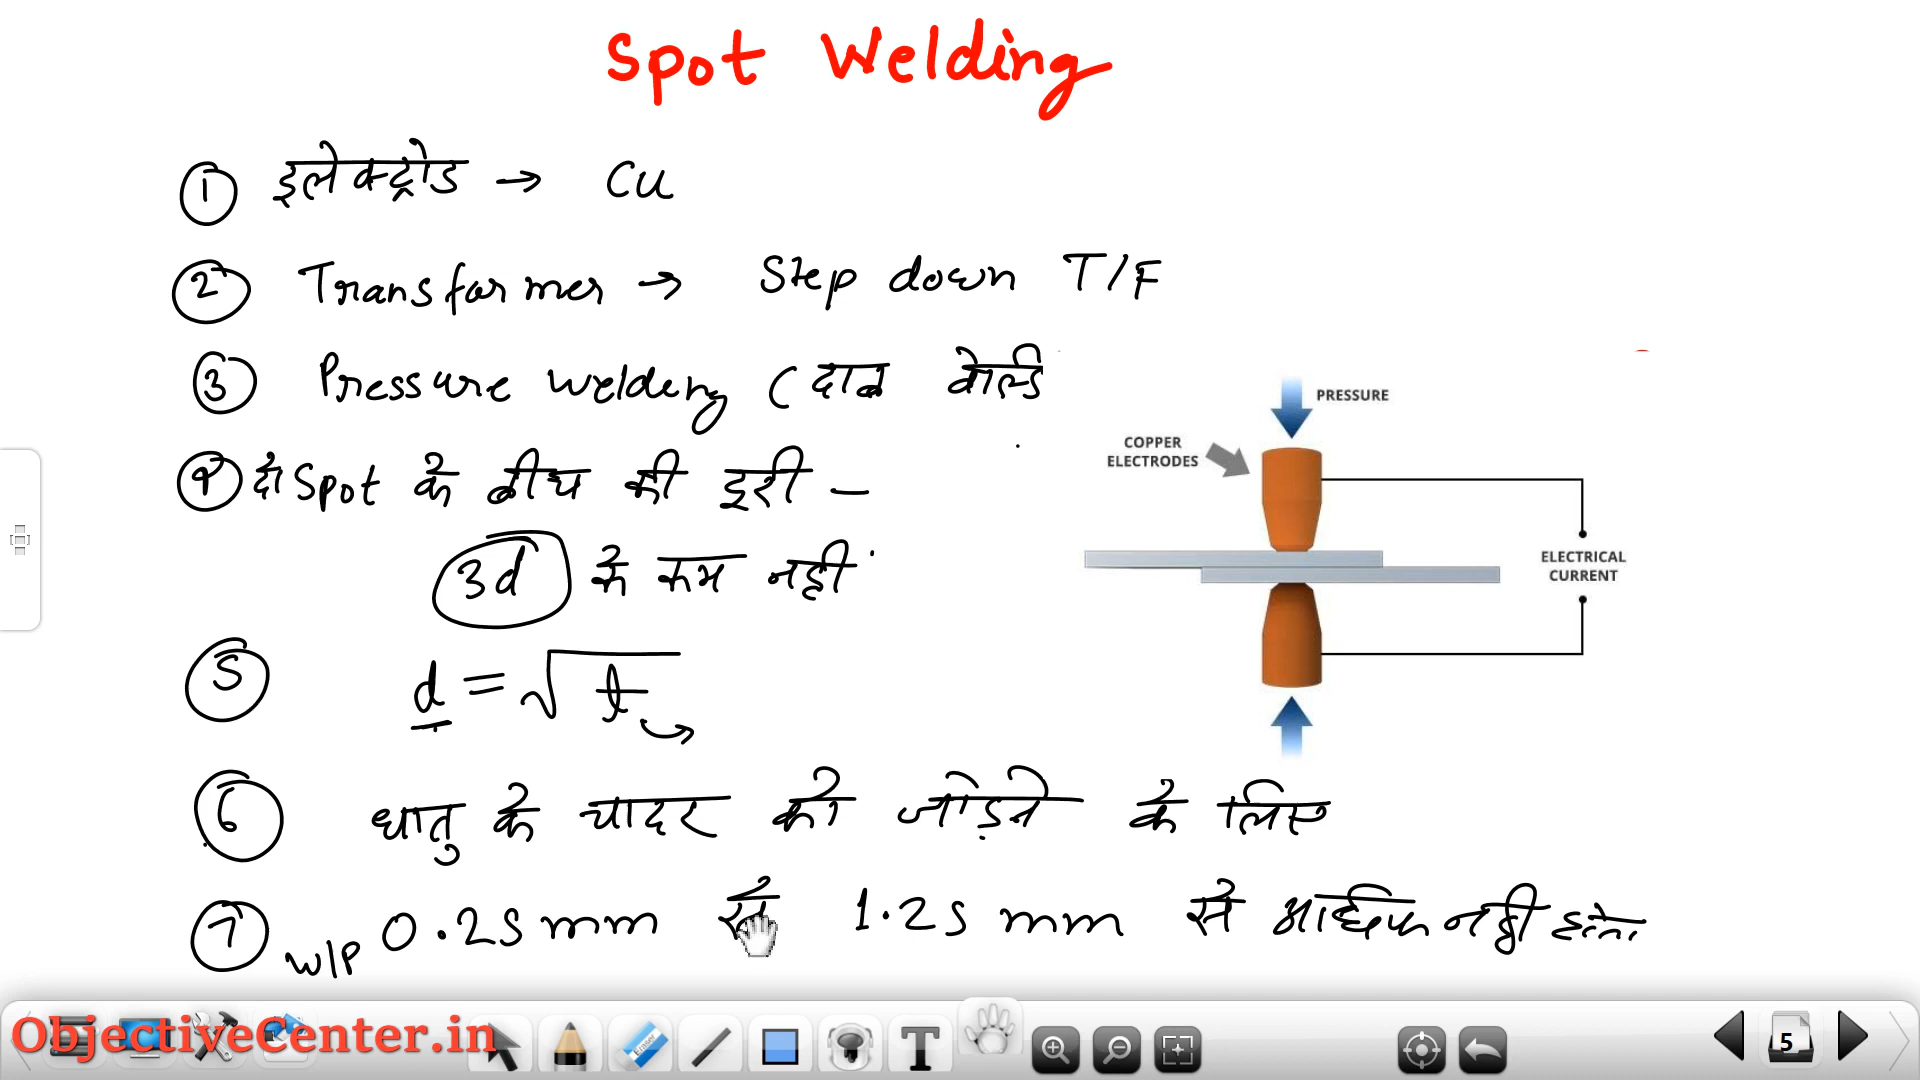 Spot Welding
① इलेक्ट्रोड → Cu
② Transformer → Step down T/F
③ Pressure welding (दाब वेल्डि
④ दो Spot के बीच की दूरी —
3d से कम नहीं
⑤ d = √t
⑥ धातु के चादर को जोड़ने के लिए
⑦ W/P 0.25 mm से 1.25 mm से अधिक नही होना
PRESSURE
COPPER
ELECTRODES
ELECTRICAL
CURRENT
ObjectiveCenter.in
Eraser
T
5